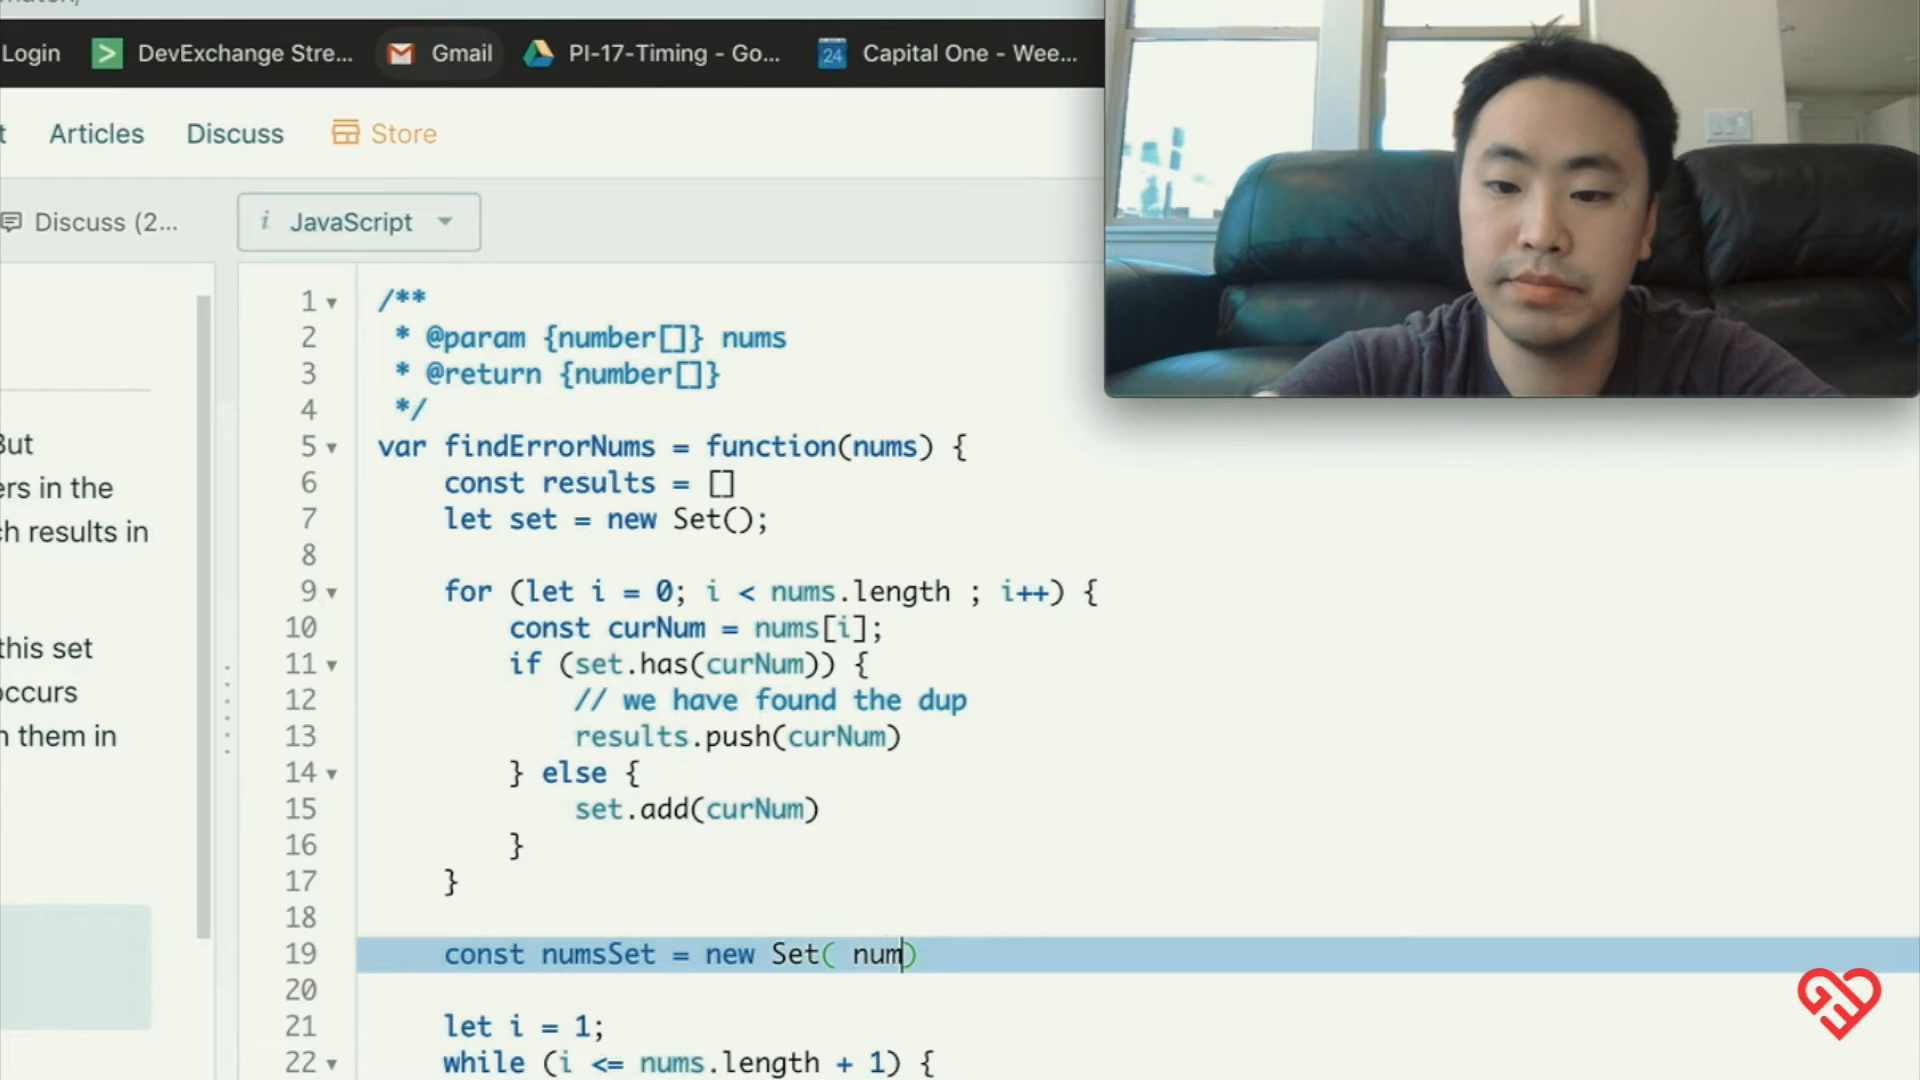 Login
DevExchange Stre...
Gmail
PI-17-Timing - Go...
24
Capital One - Wee...
t
Articles
Discuss
Store
Discuss (2...
i JavaScript
But
ers in the
ch results in
this set
occurs
n them in
1 /**
2 * @param {number[]} nums
3 * @return {number[]}
4 */
5 var findErrorNums = function(nums) {
6 const results = []
7 let set = new Set();
8
9 for (let i = 0; i < nums.length ; i++) {
10 const curNum = nums[i];
11 if (set.has(curNum)) {
12 // we have found the dup
13 results.push(curNum)
14 } else {
15 set.add(curNum)
16 }
17 }
18
19 const numsSet = new Set( num)
20
21 let i = 1;
22 while (i <= nums.length + 1) {